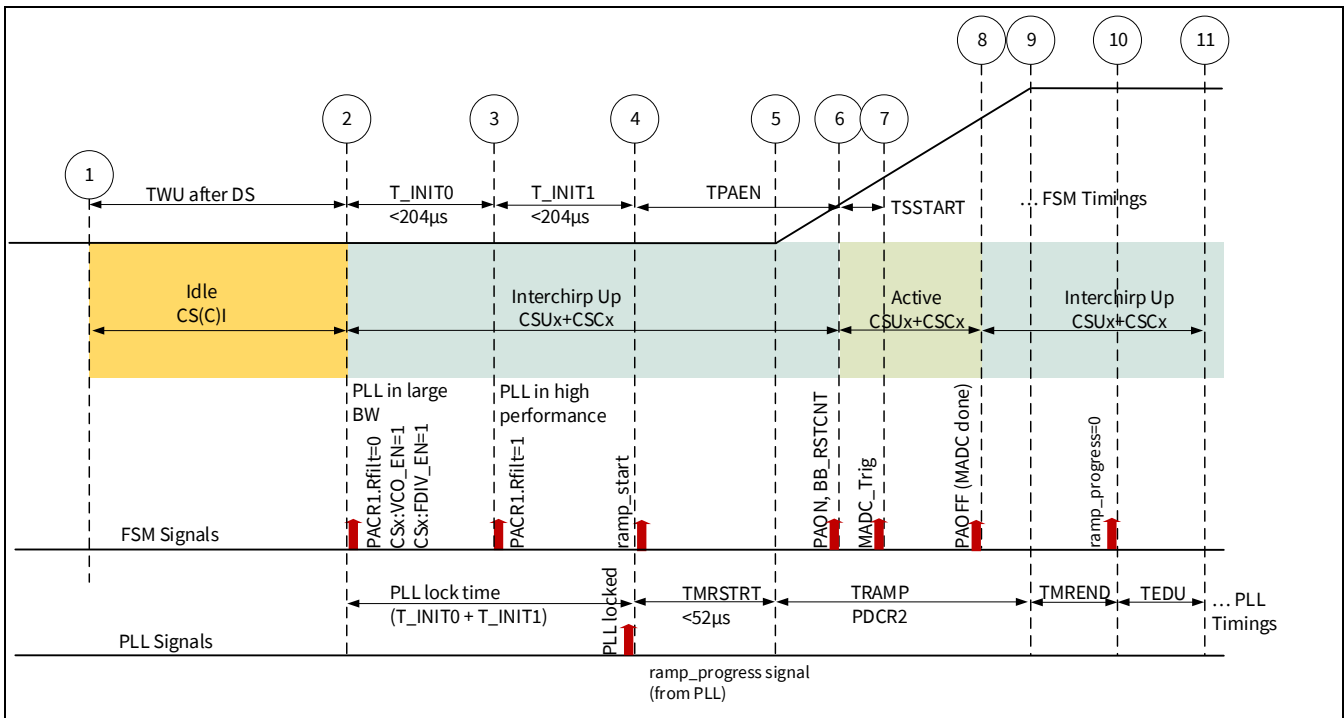 8
9
10
11
2
3
4
5
6
7
1
TWU after DS
T_INIT0
<204µs
T_INIT1
<204µs
TPAEN
TSSTART
... FSM Timings
Idle
CS(C)I
Interchirp Up
CSUx+CSCx
Active
CSUx+CSCx
Interchirp Up
CSUx+CSCx
PLL in large
BW
PLL in high
performance
PACR1.Rfilt=0
CSx:VCO_EN=1
CSx:FDIV_EN=1
PACR1.Rfilt=1
ramp_start
PAON, BB_RSTCNT
MADC_Trig
PAOFF (MADC done)
ramp_progress=0
FSM Signals
PLL lock time
(T_INIT0 + T_INIT1)
PLL locked
TMRSTRT
<52µs
TRAMP
PDCR2
TMREND
TEDU
... PLL
Timings
PLL Signals
ramp_progress signal
(from PLL)